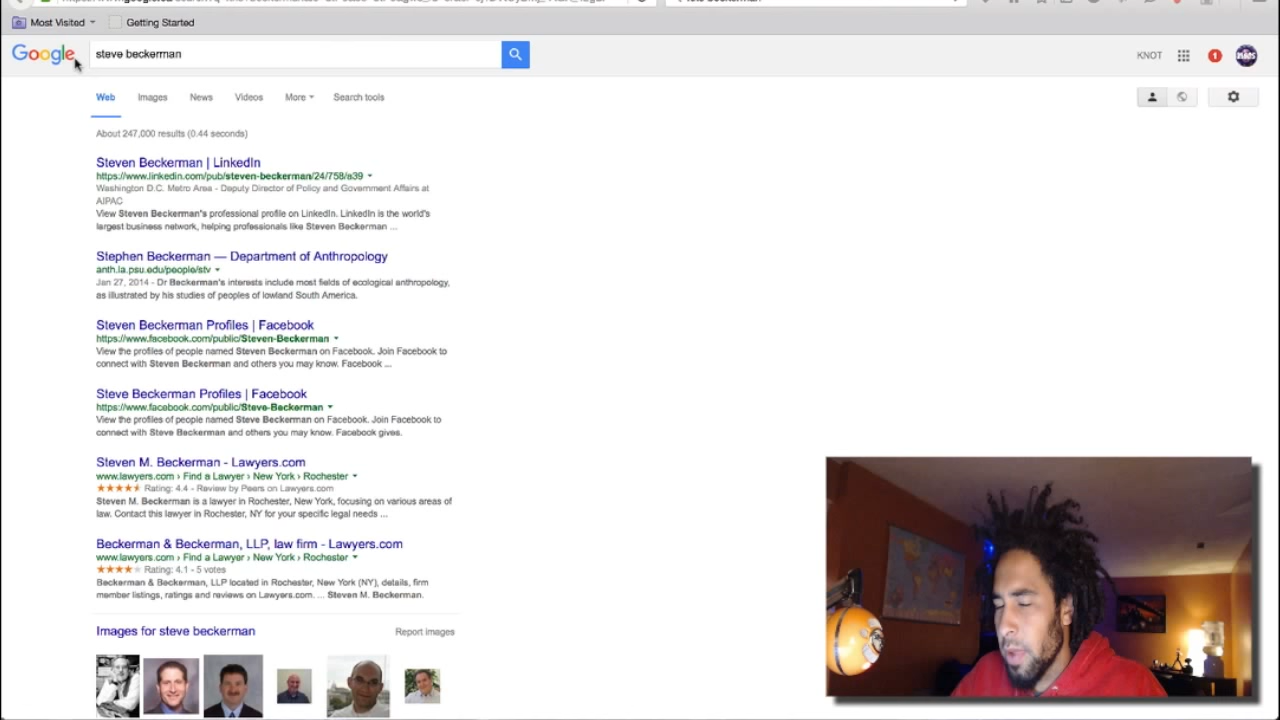 Most Visited
Getting Started
Google
steve beckerman
KNOT
1
Web Images News Videos More Search tools
About 247,000 results (0.44 seconds)
Steven Beckerman | LinkedIn
https://www.linkedin.com/pub/steven-beckerman/24/758/a39
Washington D.C. Metro Area - Deputy Director of Policy and Government Affairs at
AIPAC
View Steven Beckerman's professional profile on LinkedIn. LinkedIn is the world's
largest business network, helping professionals like Steven Beckerman ...
Stephen Beckerman — Department of Anthropology
anth.la.psu.edu/people/stv
Jan 27, 2014 - Dr Beckerman's interests include most fields of ecological anthropology,
as illustrated by his studies of peoples of lowland South America.
Steven Beckerman Profiles | Facebook
https://www.facebook.com/public/Steven-Beckerman
View the profiles of people named Steven Beckerman on Facebook. Join Facebook to
connect with Steven Beckerman and others you may know. Facebook ...
Steve Beckerman Profiles | Facebook
https://www.facebook.com/public/Steve-Beckerman
View the profiles of people named Steve Beckerman on Facebook. Join Facebook to
connect with Steve Beckerman and others you may know. Facebook gives.
Steven M. Beckerman - Lawyers.com
www.lawyers.com › Find a Lawyer › New York › Rochester
Rating: 4.4 - Review by Peers on Lawyers.com
Steven M. Beckerman is a lawyer in Rochester, New York, focusing on various areas of
law. Contact this lawyer in Rochester, NY for your specific legal needs ...
Beckerman & Beckerman, LLP, law firm - Lawyers.com
www.lawyers.com › Find a Lawyer › New York › Rochester
Rating: 4.1 - 5 votes
Beckerman & Beckerman, LLP located in Rochester, New York (NY), details, firm
member listings, ratings and reviews on Lawyers.com. ... Steven M. Beckerman.
Images for steve beckerman
Report images